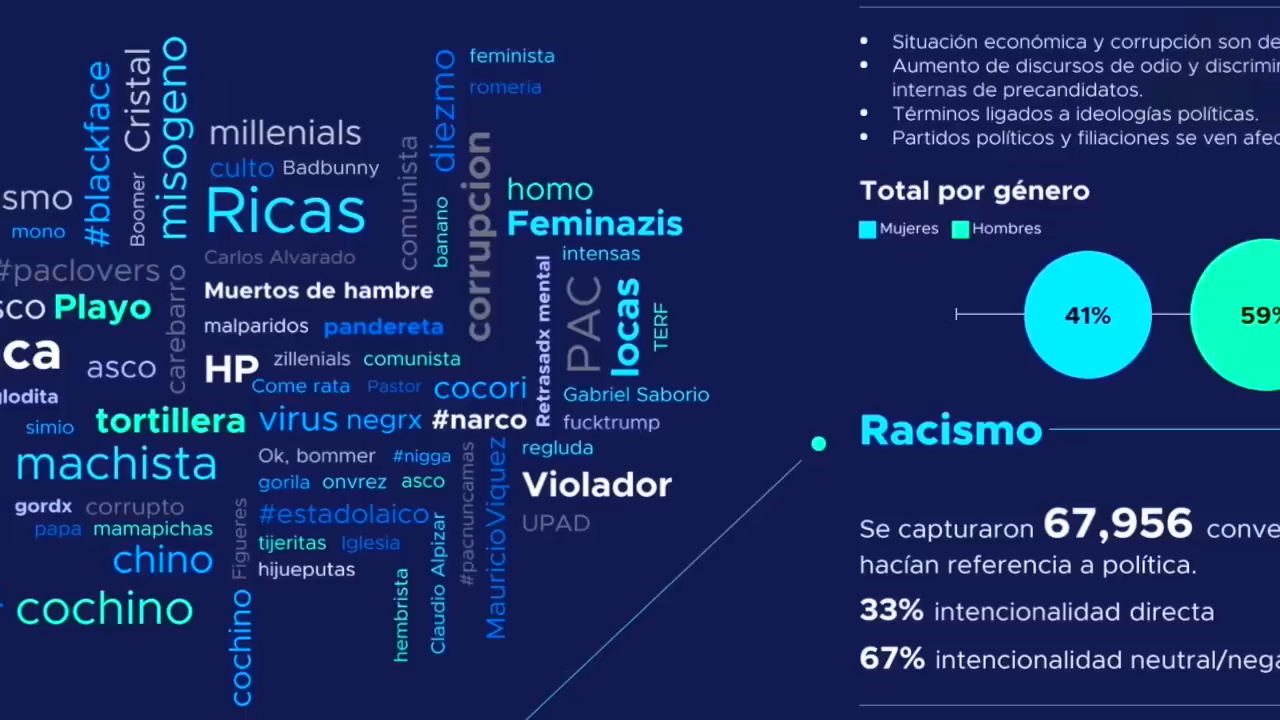 feminista
romeria
diezmo
Cristal
misogeno
#blackface
millenials
culto
Badbunny
comunista
corrupcion
Boomer
smo
mono
Ricas
banano
homo
Feminazis
intensas
Carlos Alvarado
#paclovers
carebarro
Muertos de hambre
sco
Playo
malparidos
pandereta
Retrasadx mental
PAC
locas
TERF
ca
asco
HP
zillenials
comunista
Come rata
Pastor
cocori
Gabriel Saborio
glodita
simio
tortillera
virus
negrx
#narco
fucktrump
regluda
machista
Ok, bommer
#nigga
gorila
onvrez
asco
#pacnuncamas
MauricioViquez
Violador
UPAD
gordx
corrupto
papa
mamapichas
Figueres
#estadolaico
tijeritas
Iglesia
Claudio Alpizar
chino
hijueputas
hembrista
cochino
cochino
• Situación económica y corrupción son de
• Aumento de discursos de odio y discrimin
internas de precandidatos.
• Términos ligados a ideologías políticas.
• Partidos políticos y filiaciones se ven afec
Total por género
Mujeres Hombres
41% 59%
Racismo
Se capturaron 67,956 conve
hacían referencia a política.
33% intencionalidad directa
67% intencionalidad neutral/nega